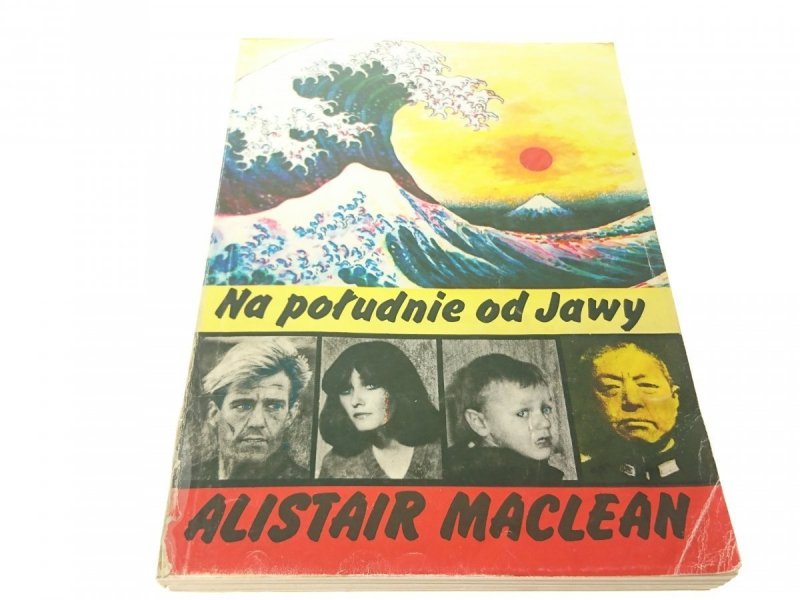 Na południe od Jawy
ALISTAIR MACLEAN